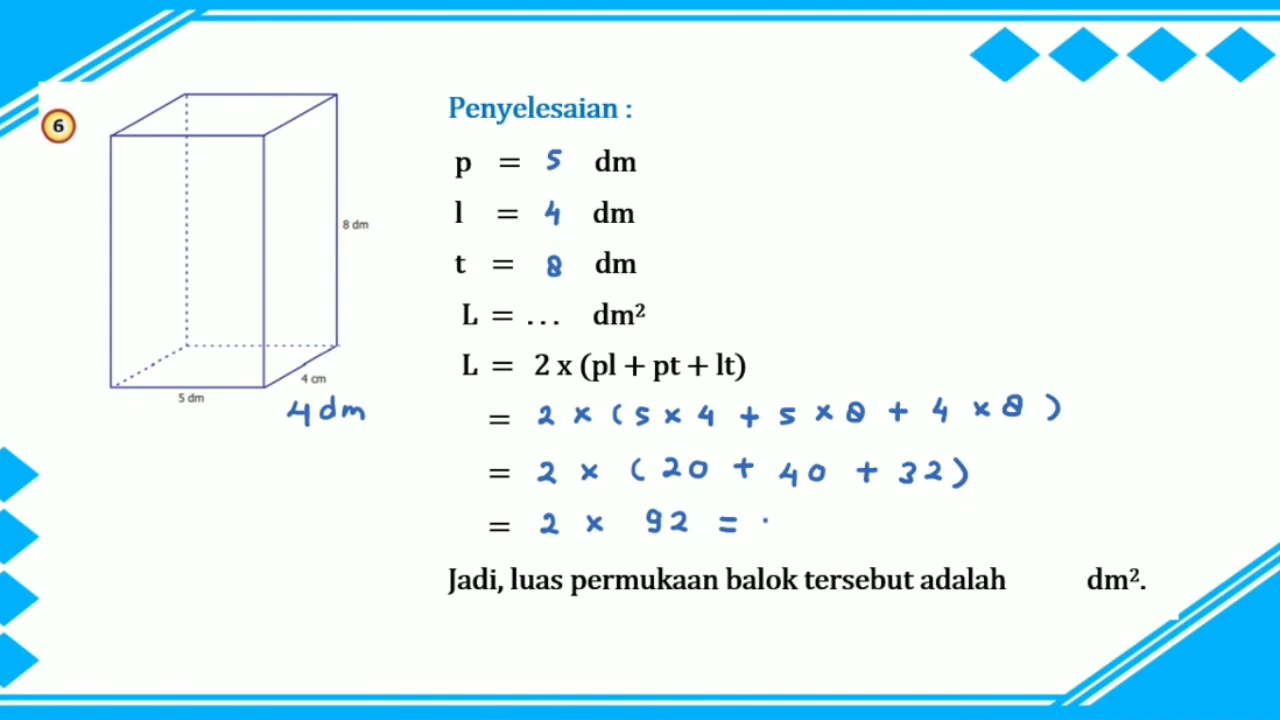 6
8 dm
4 cm
5 dm
4 dm
Penyelesaian :
p = 5 dm
l = 4 dm
t = 8 dm
L = ... dm²
L = 2 x (pl + pt + lt)
= 2 x ( 5 x 4 + 5 x 8 + 4 x 8 )
= 2 x ( 20 + 40 + 32 )
= 2 x 92 =
Jadi, luas permukaan balok tersebut adalah dm².